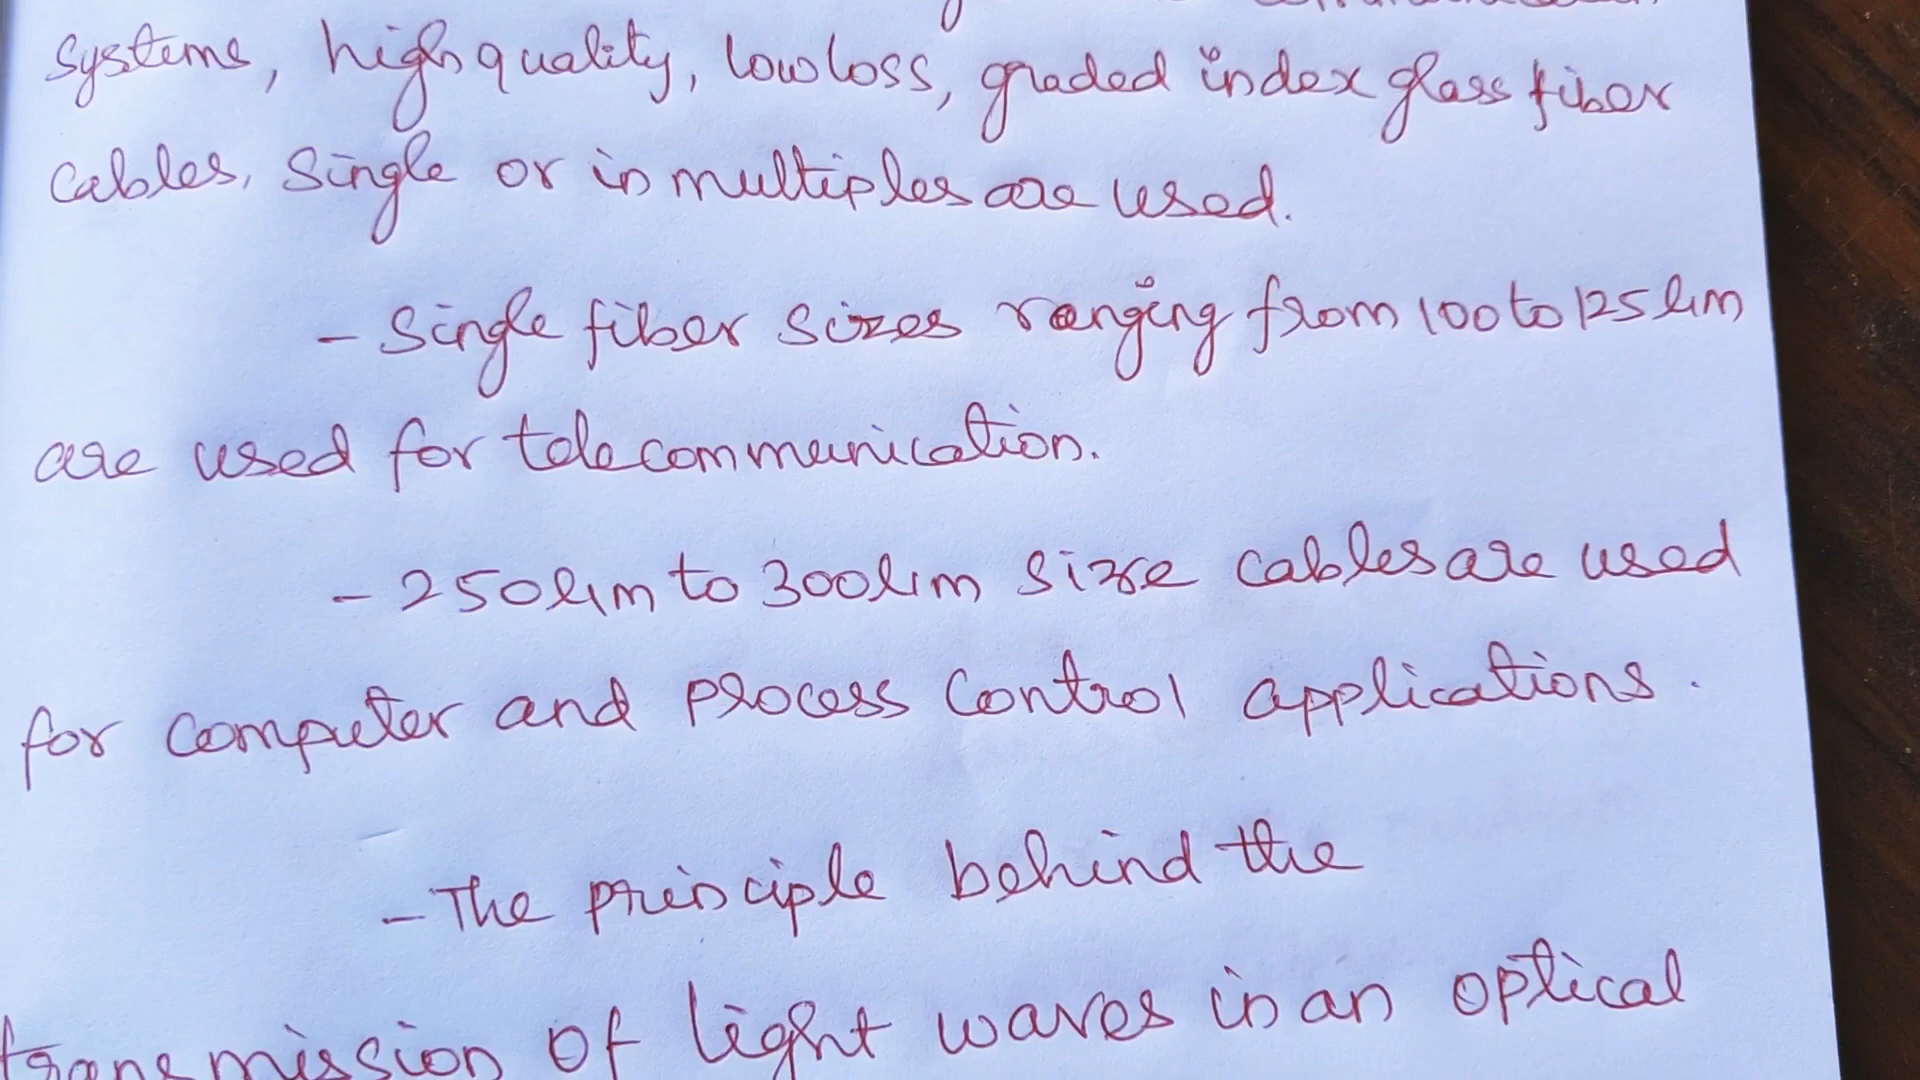 systems, high quality, low loss, graded index glass fiber
cables, single or in multiples are used.
- Single fiber sizes ranging from 100 to 125 μm
are used for telecommunication.
- 250 μm to 300 μm size cables are used
for computer and process control applications.
- The principle behind the
transmission of light waves in an optical